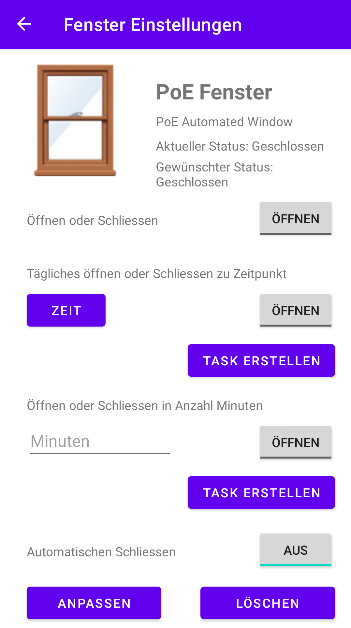 Fenster Einstellungen
PoE Fenster
PoE Automated Window
Aktueller Status: Geschlossen
Gewünschter Status:
Geschlossen
Öffnen oder Schliessen
ÖFFNEN
Tägliches öffnen oder Schliessen zu Zeitpunkt
ZEIT
ÖFFNEN
TASK ERSTELLEN
Öffnen oder Schliessen in Anzahl Minuten
Minuten
ÖFFNEN
TASK ERSTELLEN
Automatischen Schliessen
AUS
ANPASSEN
LÖSCHEN